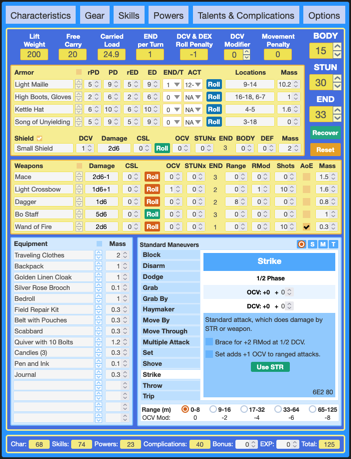 Characteristics Gear Skills Powers Talents & Complications Options
Lift Weight Free Carry Carried Load END per Turn DCV & DEX Roll Penalty DCV Modifier Movement Penalty BODY
200 20 24.9 1 -1 0 0 15
STUN
30
END
33
Recover
Reset
Armor rPD PD rED ED END/T ACT Locations Mass
Light Maille 5 9 5 9 1 12- Roll 9-14 10.2
High Boots, Gloves 2 6 2 6 0 Roll 16-18, 6-7 1
Kettle Hat 6 10 6 10 0 Roll 4-5 1.6
Song of Unyielding 0 9 0 9 0 Roll 3-18 0
Shield DCV Damage CSL OCV STUNx END BODY DEF Mass
Small Shield 1 2d6 0 Roll 0 0 3 0 0 2
Weapons Damage CSL OCV STUNx END Range RMod Shots AoE Mass
Mace 2d6-1 0 Roll 0 0 3 0 0 0 1.5
Light Crossbow 1d6+1 0 Roll 1 0 0 1 10 1.6
Dagger 1d6 0 Roll 0 0 2 8 0 0 0.8
Bo Staff 5d6 0 Roll 0 0 3 0 0 0 1
Wand of Fire 2d6 0 Roll 0 0 1 0 0 10 0.3
Equipment Mass
Traveling Clothes 2
Backpack 1
Golden Linen Cloak 1
Silver Rose Brooch 0.1
Bedroll 1
Field Repair Kit 0.3
Belt with Pouches 0.3
Scabbard 0.3
Quiver with 10 Bolts 1.2
Candles (3) 0.3
Pen and Ink 0.1
Journal 0.3
Standard Maneuvers O S M T
Block
Disarm
Dodge
Grab
Grab By
Haymaker
Move By
Move Through
Multiple Attack
Set
Shove
Strike
Throw
Trip
Strike
1/2 Phase
OCV: +0 + 0
DCV: +0 + 0
Standard attack, which does damage by STR or weapon.
Brace for +2 RMod at 1/2 DCV.
Set adds +1 OCV to ranged attacks.
Use STR
6E2 80
Range (m) 0-8 9-16 17-32 33-64 65-125
OCV Mod: 0 -2 -4 -6 -8
Char: 68 Skills: 74 Powers: 23 Complications: 40 Bonus: 0 EXP: 0 Total: 125